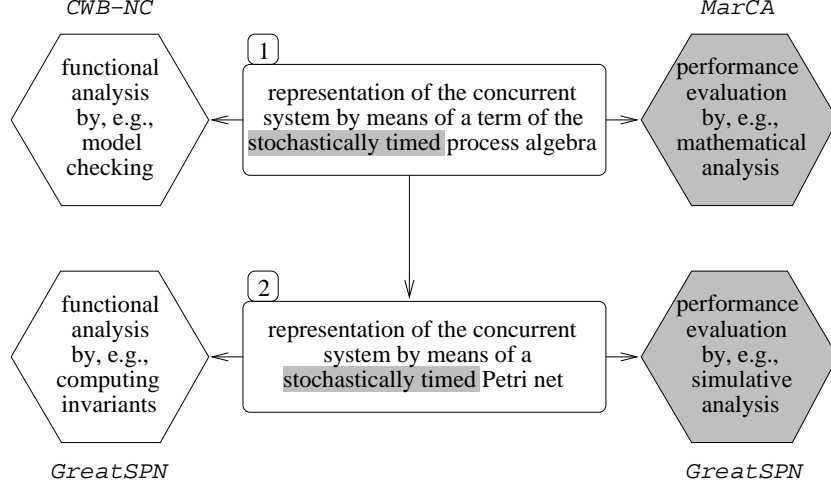 CWB-NC
MarCA
functional
analysis
by, e.g.,
model
checking
1
representation of the concurrent
system by means of a term of the
stochastically timed process algebra
performance
evaluation
by, e.g.,
mathematical
analysis
functional
analysis
by, e.g.,
computing
invariants
2
representation of the concurrent
system by means of a
stochastically timed Petri net
performance
evaluation
by, e.g.,
simulative
analysis
GreatSPN
GreatSPN